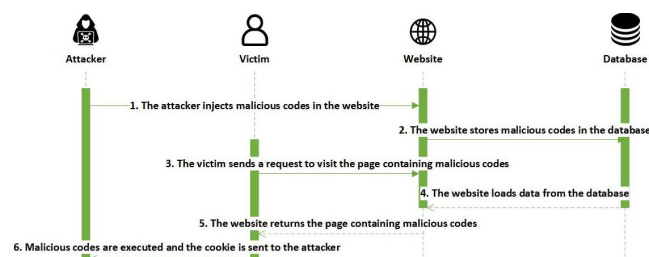 Attacker
Victim
Website
Database
1. The attacker injects malicious codes in the website
2. The website stores malicious codes in the database
3. The victim sends a request to visit the page containing malicious codes
4. The website loads data from the database
5. The website returns the page containing malicious codes
6. Malicious codes are executed and the cookie is sent to the attacker